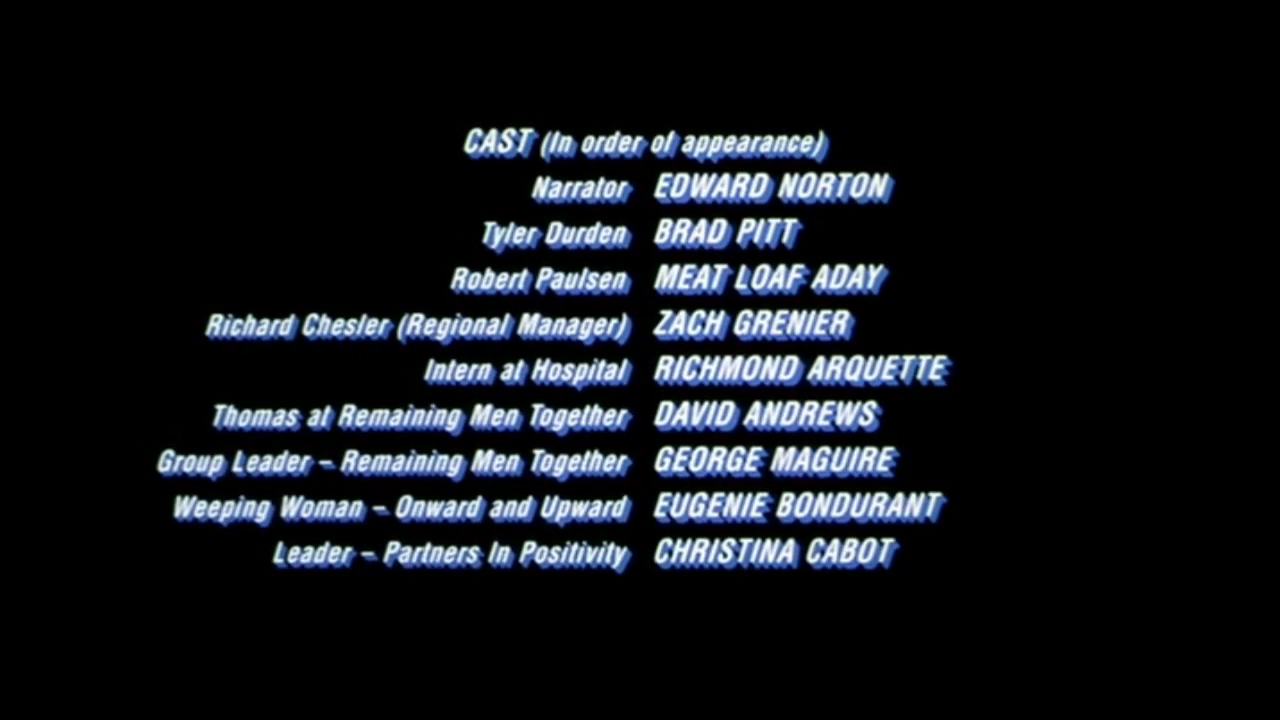 CAST (In order of appearance)
Narrator EDWARD NORTON
Tyler Durden BRAD PITT
Robert Paulsen MEAT LOAF ADAY
Richard Chesler (Regional Manager) ZACH GRENIER
Intern at Hospital RICHMOND ARQUETTE
Thomas at Remaining Men Together DAVID ANDREWS
Group Leader – Remaining Men Together GEORGE MAGUIRE
Weeping Woman – Onward and Upward EUGENIE BONDURANT
Leader – Partners In Positivity CHRISTINA CABOT